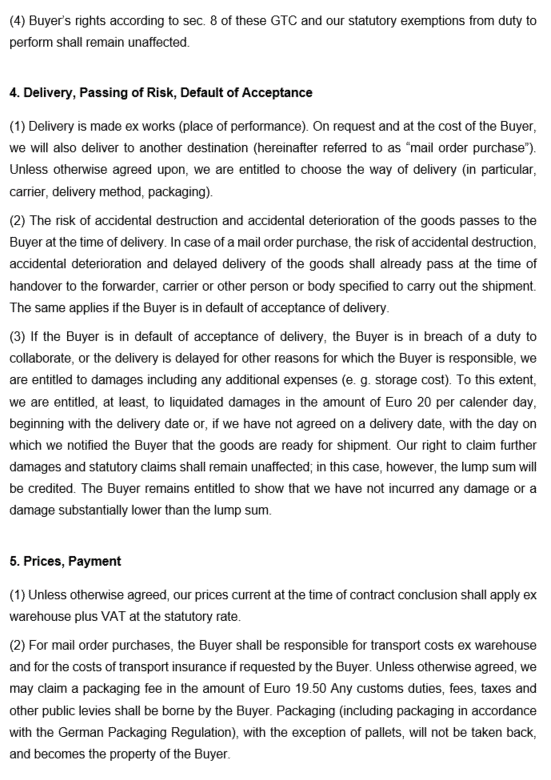 (4) Buyer's rights according to sec. 8 of these GTC and our statutory exemptions from duty to
perform shall remain unaffected.
4. Delivery, Passing of Risk, Default of Acceptance
(1) Delivery is made ex works (place of performance). On request and at the cost of the Buyer,
we will also deliver to another destination (hereinafter referred to as “mail order purchase”).
Unless otherwise agreed upon, we are entitled to choose the way of delivery (in particular,
carrier, delivery method, packaging).
(2) The risk of accidental destruction and accidental deterioration of the goods passes to the
Buyer at the time of delivery. In case of a mail order purchase, the risk of accidental destruction,
accidental deterioration and delayed delivery of the goods shall already pass at the time of
handover to the forwarder, carrier or other person or body specified to carry out the shipment.
The same applies if the Buyer is in default of acceptance of delivery.
(3) If the Buyer is in default of acceptance of delivery, the Buyer is in breach of a duty to
collaborate, or the delivery is delayed for other reasons for which the Buyer is responsible, we
are entitled to damages including any additional expenses (e. g. storage cost). To this extent,
we are entitled, at least, to liquidated damages in the amount of Euro 20 per calender day,
beginning with the delivery date or, if we have not agreed on a delivery date, with the day on
which we notified the Buyer that the goods are ready for shipment. Our right to claim further
damages and statutory claims shall remain unaffected; in this case, however, the lump sum will
be credited. The Buyer remains entitled to show that we have not incurred any damage or a
damage substantially lower than the lump sum.
5. Prices, Payment
(1) Unless otherwise agreed, our prices current at the time of contract conclusion shall apply ex
warehouse plus VAT at the statutory rate.
(2) For mail order purchases, the Buyer shall be responsible for transport costs ex warehouse
and for the costs of transport insurance if requested by the Buyer. Unless otherwise agreed, we
may claim a packaging fee in the amount of Euro 19.50 Any customs duties, fees, taxes and
other public levies shall be borne by the Buyer. Packaging (including packaging in accordance
with the German Packaging Regulation), with the exception of pallets, will not be taken back,
and becomes the property of the Buyer.